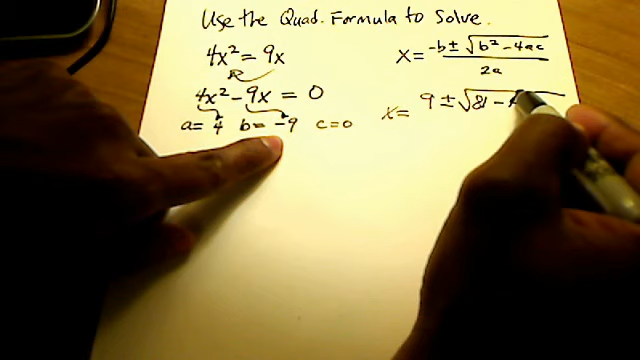 Use the Quad. Formula to Solve.
4x² = 9x
x = -b ± √b² - 4ac / 2a
4x² - 9x = 0
a = 4 b = -9 c = 0
x = 9 ± √81 -